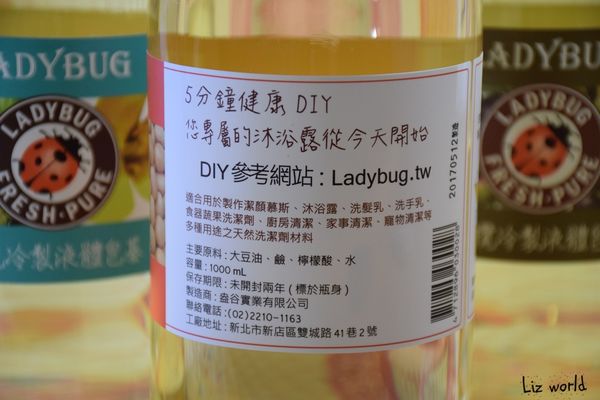 ADYBUG
LADYBUG
FRESH·PURE
冷製液體皂基
5分鐘健康 DIY
您專屬的沐浴露從今天開始
DIY參考網站 : Ladybug.tw
適合用於製作潔顏慕斯、沐浴露、洗髮乳、洗手乳、
食器蔬果洗潔劑、廚房清潔、家事清潔、寵物清潔等
多種用途之天然洗潔劑材料
主要原料 : 大豆油、鹼、檸檬酸、水
容量 : 1000 mL
保存期限 : 未開封兩年 ( 標於瓶身 )
製造商 : 盎谷實業有限公司
聯絡電話 : (02)2210-1163
工廠地址 : 新北市新店區雙城路 41 巷 2 號
20170512製造
LADYBUG
LADYBUG
FRESH·PURE
冷製液體皂基
Liz world